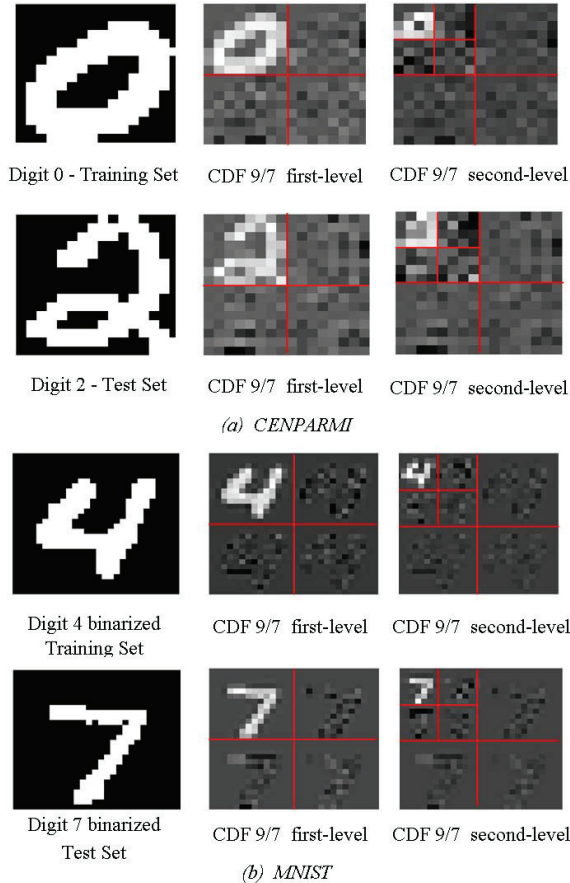 Digit 0 - Training Set CDF 9/7 first-level CDF 9/7 second-level
Digit 2 - Test Set CDF 9/7 first-level CDF 9/7 second-level
(a) CENPARMI
Digit 4 binarized CDF 9/7 first-level CDF 9/7 second-level
Training Set
Digit 7 binarized CDF 9/7 first-level CDF 9/7 second-level
Test Set
(b) MNIST